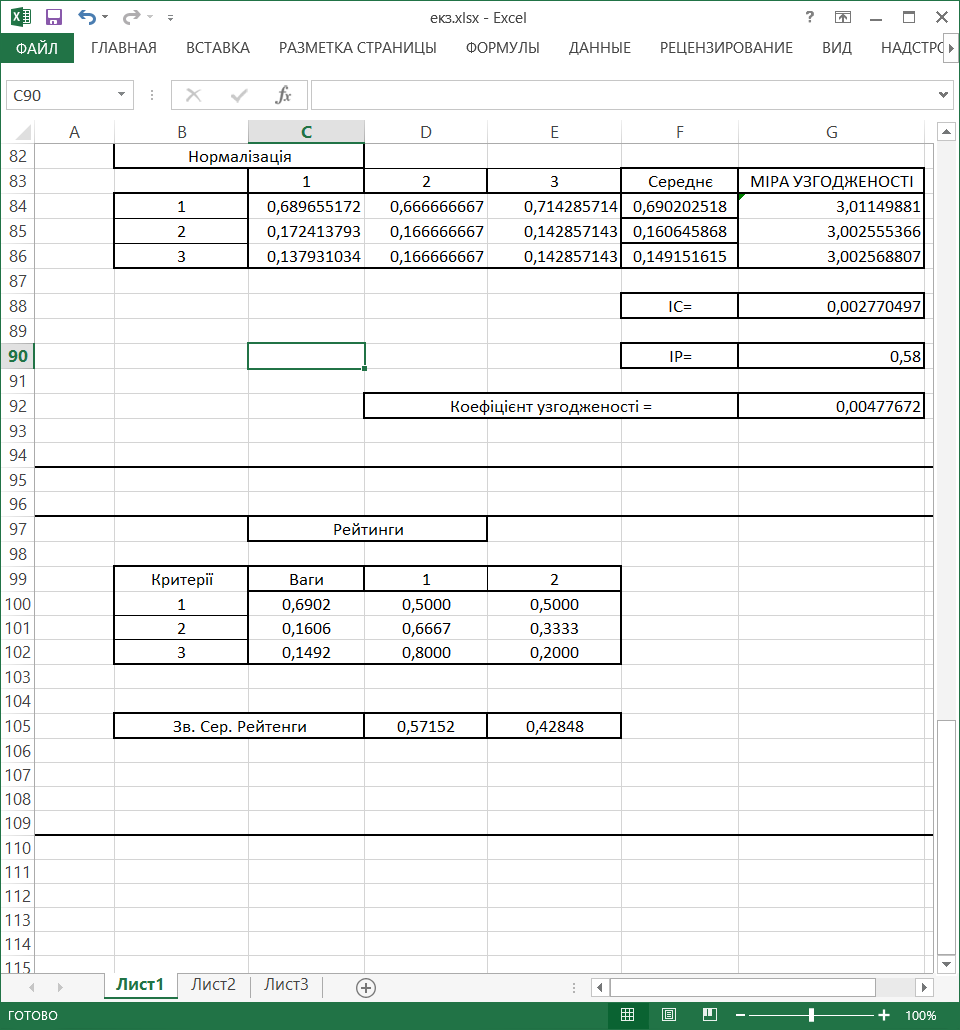 екз.xlsx - Excel
ФАЙЛ ГЛАВНАЯ ВСТАВКА РАЗМЕТКА СТРАНИЦЫ ФОРМУЛЫ ДАННЫЕ РЕЦЕНЗИРОВАНИЕ ВИД НАДСТРО
C90 fx
A B C D E F G
82 Нормалізація
83 1 2 3 Середнє МІРА УЗГОДЖЕНОСТІ
84 1 0,689655172 0,666666667 0,714285714 0,690202518 3,01149881
85 2 0,172413793 0,166666667 0,142857143 0,160645868 3,002555366
86 3 0,137931034 0,166666667 0,142857143 0,149151615 3,002568807
87
88 ІС= 0,002770497
89
90 ІР= 0,58
91
92 Коефіцієнт узгодженості = 0,00477672
93
94
95
96
97 Рейтинги
98
99 Критерії Ваги 1 2
100 1 0,6902 0,5000 0,5000
101 2 0,1606 0,6667 0,3333
102 3 0,1492 0,8000 0,2000
103
104
105 Зв. Сер. Рейтенги 0,57152 0,42848
106
107
108
109
110
111
112
113
114
115
Лист1 Лист2 Лист3
ГОТОВО 100%